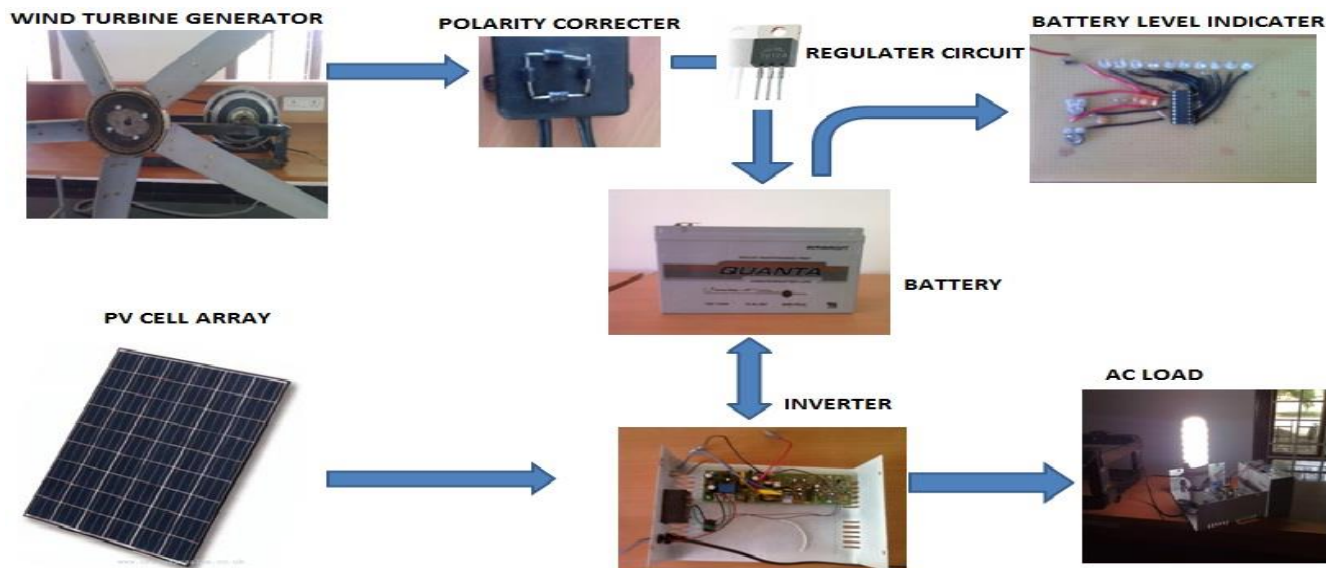 WIND TURBINE GENERATOR
POLARITY CORRECTER
REGULATER CIRCUIT
BATTERY LEVEL INDICATER
QUANTA
BATTERY
PV CELL ARRAY
INVERTER
AC LOAD